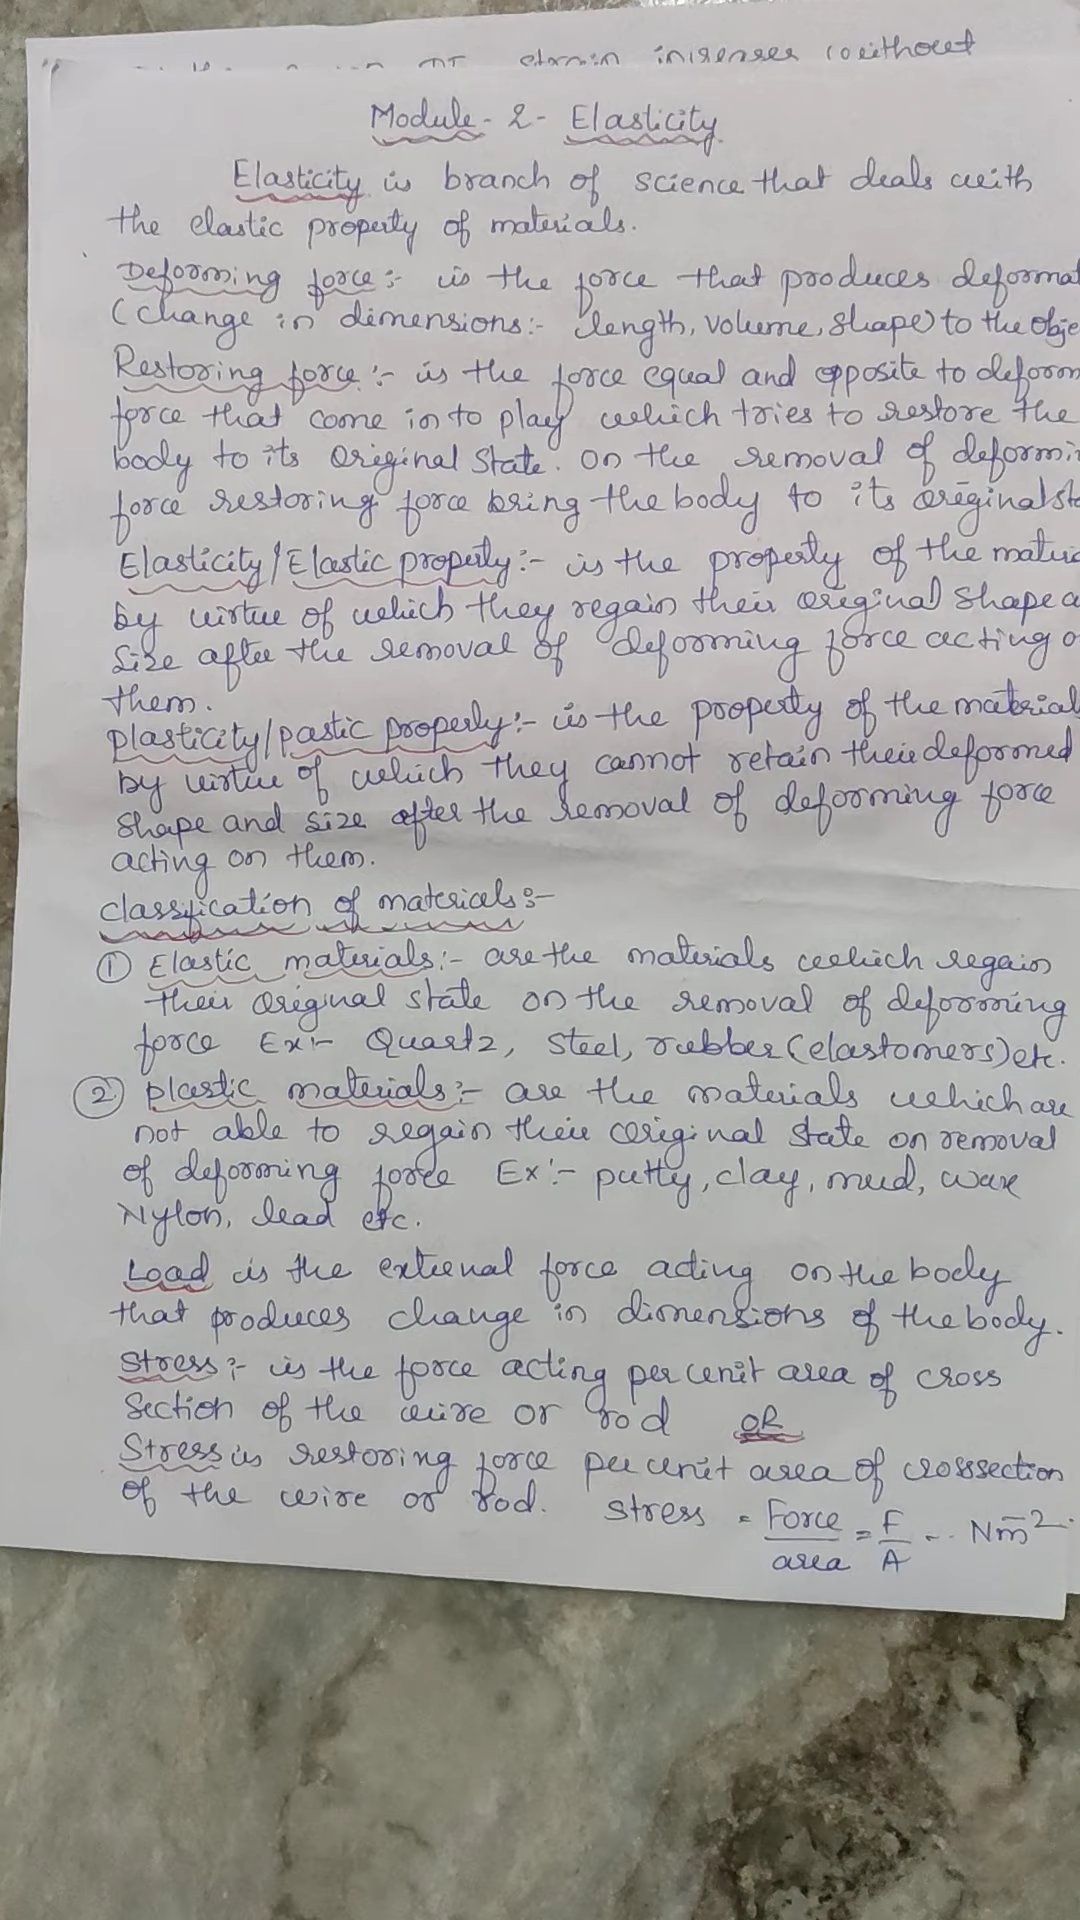 strain increases without
Module - 2 - Elasticity
Elasticity is branch of science that deals with
the elastic property of materials.
Deforming force :- is the force that produces deformat
(change in dimensions:- length, volume, shape) to the obje
Restoring force :- is the force equal and opposite to deform
force that come in to play which tries to restore the
body to its original state. On the removal of deformi
force restoring force bring the body to its original sta
Elasticity/Elastic property :- is the property of the materi
by virtue of which they regain their original shape a
size after the removal of deforming force acting o
them.
plasticity/pastic property :- is the property of the material
by virtue of which they cannot retain their deformed
shape and size after the removal of deforming force
acting on them.
classification of materials :-
① Elastic materials :- are the materials which regain
their original state on the removal of deforming
force Ex:- Quartz, Steel, rubber (elastomers) etc.
② plastic materials :- are the materials which are
not able to regain their original state on removal
of deforming force Ex:- putty, clay, mud, wax
Nylon, lead etc.
Load is the external force acting on the body
that produces change in dimensions of the body.
Stress :- is the force acting per unit area of cross
section of the wire or rod OR
Stress is restoring force per unit area of crosssection
of the wire or rod. Stress = Force/area = F/A -- Nm⁻².